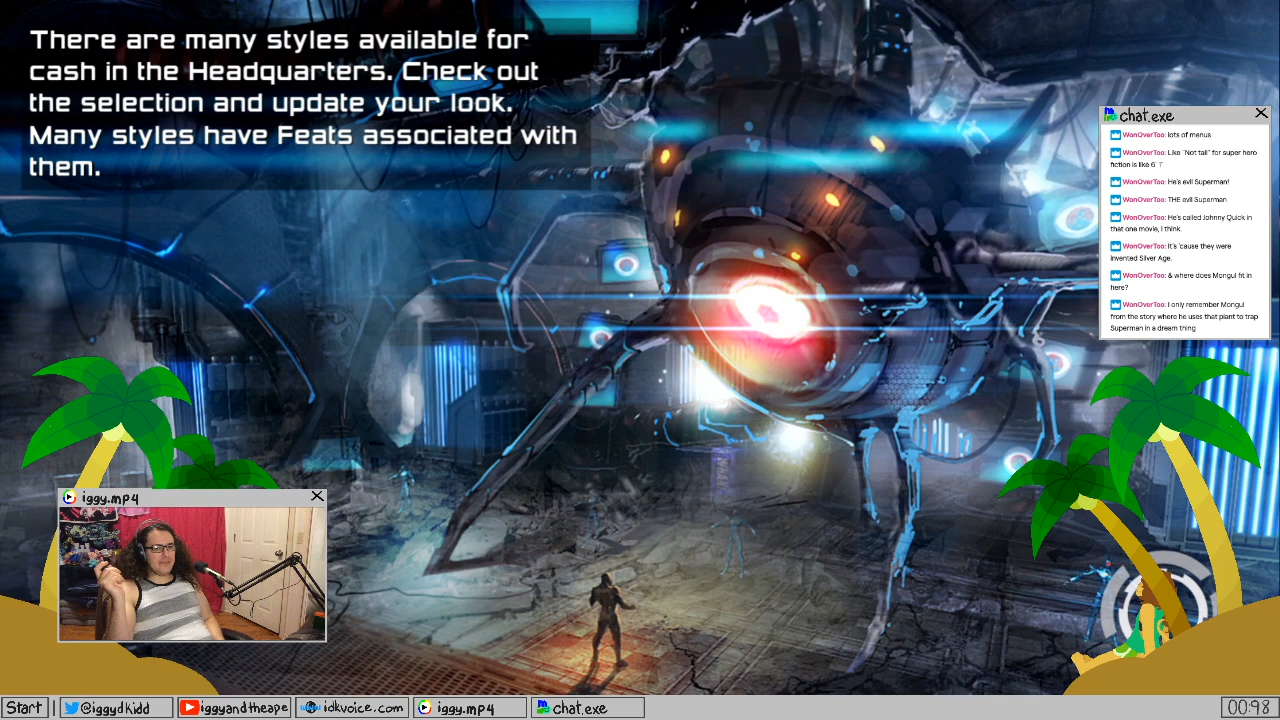 There are many styles available for
cash in the Headquarters. Check out
the selection and update your look.
Many styles have Feats associated with
them.
chat.exe
WonOverToo: lots of menus
WonOverToo: Like "Not tall" for super hero
fiction is like 6'
WonOverToo: He's evil Superman!
WonOverToo: THE evil Superman
WonOverToo: He's called Johnny Quick in
that one movie, I think.
WonOverToo: It's 'cause they were
invented Silver Age.
WonOverToo: & where does Mongul fit in
here?
WonOverToo: I only remember Mongul
from the story where he uses that plant to trap
Superman in a dream thing
iggy.mp4
Start
@iggydkidd
iggyandtheape
idkvoice.com
iggy.mp4
chat.exe
00:98